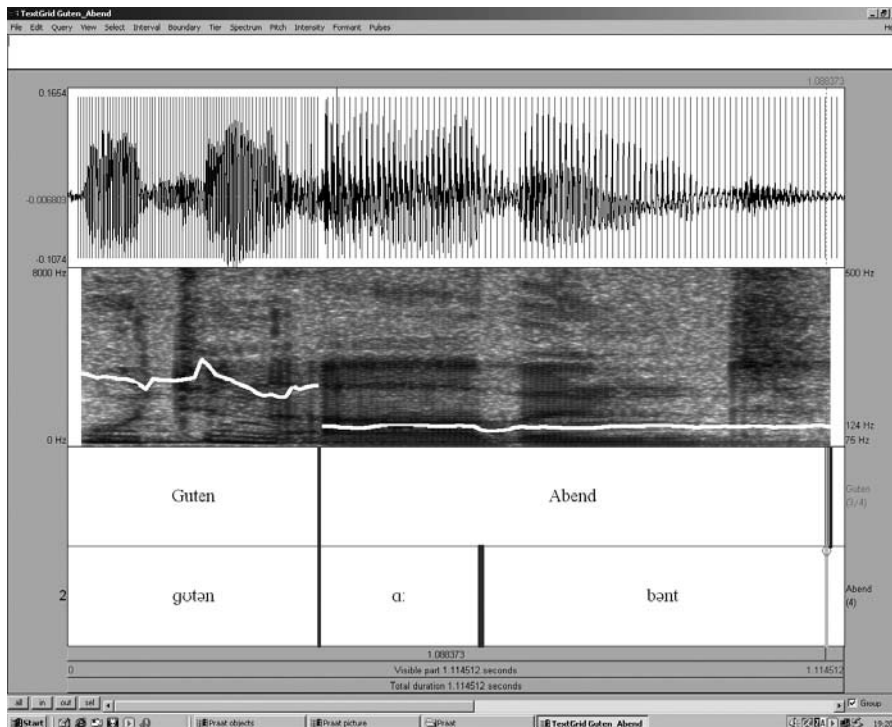 TextGrid Guten_Abend
File Edit Query View Select Interval Boundary Tier Spectrum Pitch Intensity Formant Pulses
1.088373
0.1654
-0.006803
-0.1074
8000 Hz 500 Hz
124 Hz
0 Hz 75 Hz
Guten Abend
Guten
(3/4)
2 gʊtən ɑː bənt
Abend
(4)
1.088373
0 Visible part 1.114512 seconds 1.114512
Total duration 1.114512 seconds
all in out sel Group
Start Praat objects Praat picture Praat TextGrid Guten_Abend